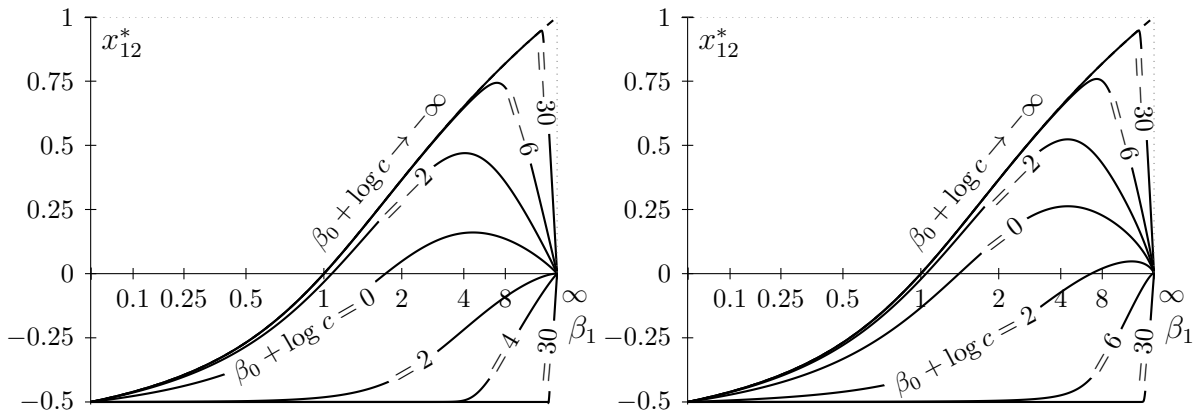 1
x*₁₂
0.75
0.5
0.25
0
−0.25
−0.5
0.1 0.25 0.5 1 2 4 8 ∞
β₁
β₀ + log c → −∞
= −30
= −6
= −2
β₀ + log c = 0
= 2
= 4
= 30
1
x*₁₂
0.75
0.5
0.25
0
−0.25
−0.5
0.1 0.25 0.5 1 2 4 8 ∞
β₁
β₀ + log c → −∞
= −30
= −6
= −2
= 0
β₀ + log c = 2
= 6
= 30